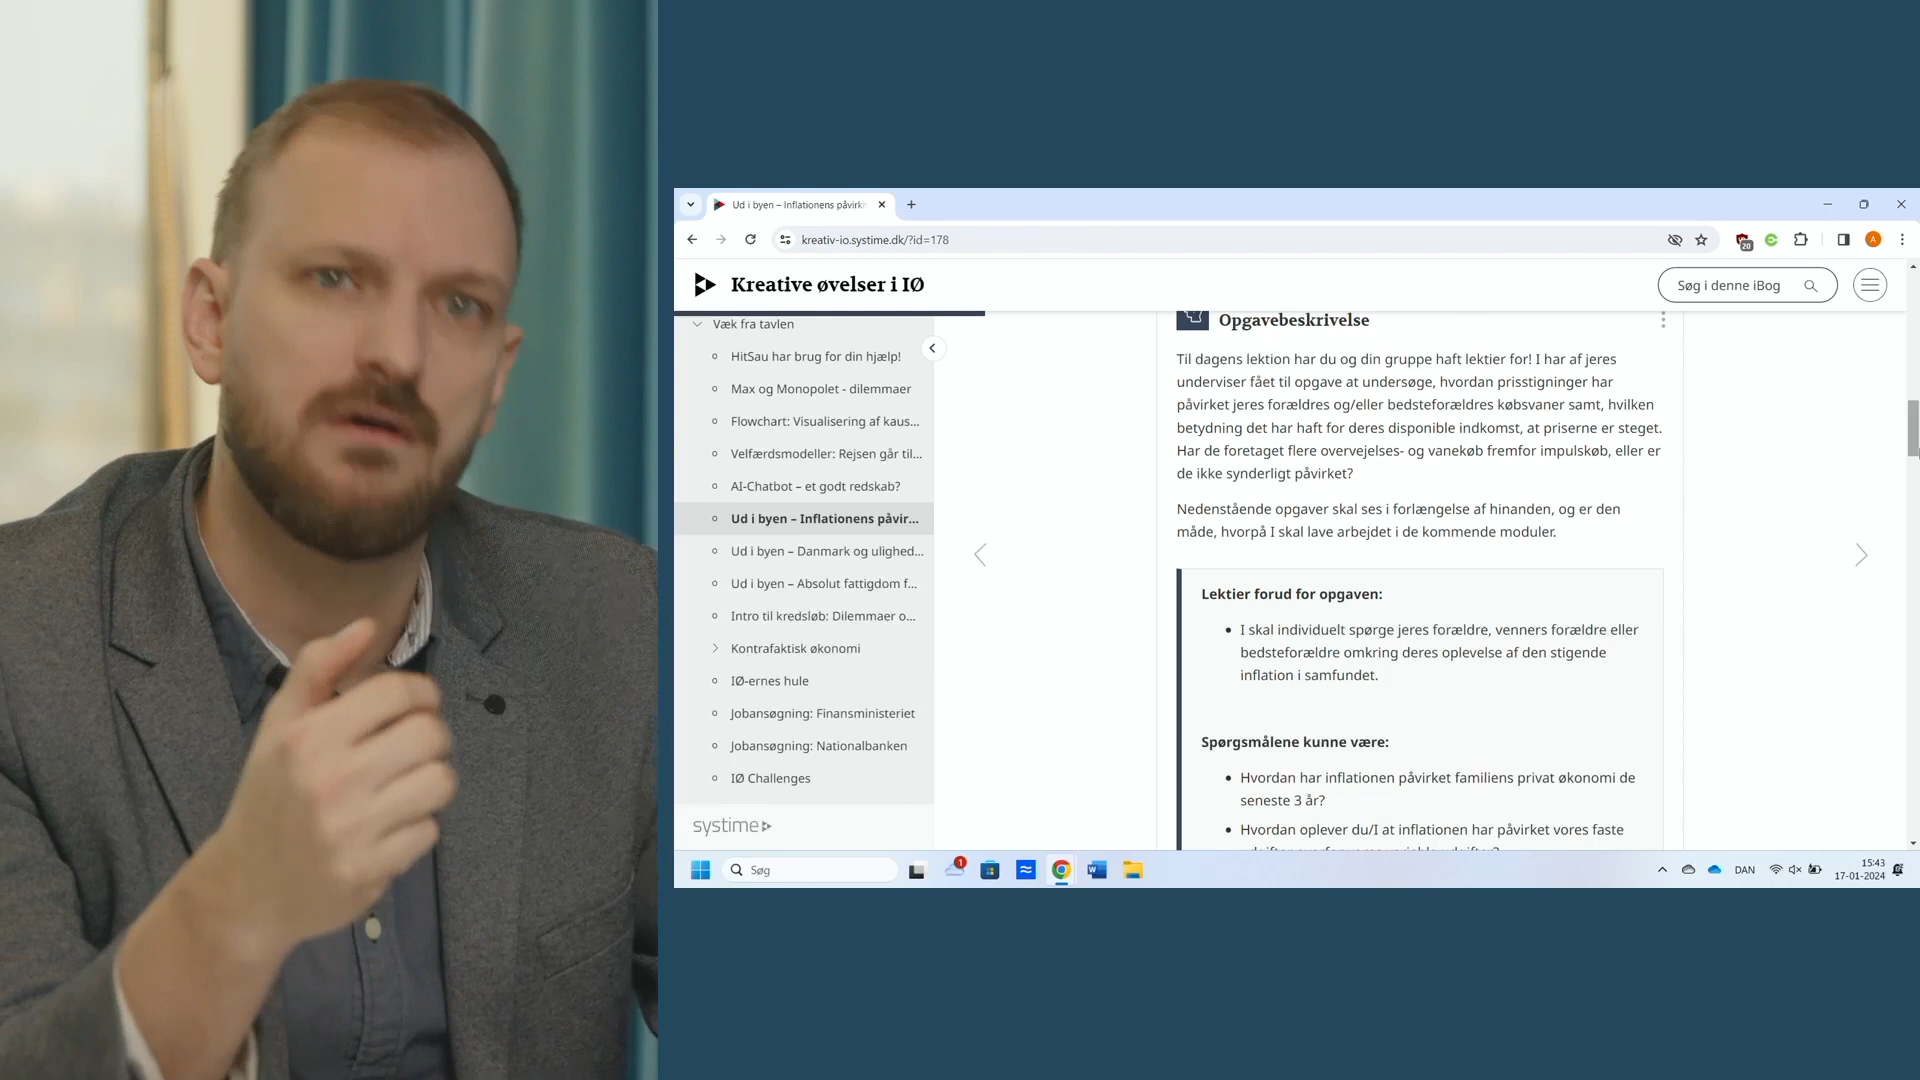 Ud i byen – Inflationens påvirk
kreativ-io.systime.dk/?id=178
20
A
Kreative øvelser i IØ
Søg i denne iBog
Væk fra tavlen
HitSau har brug for din hjælp!
Max og Monopolet - dilemmaer
Flowchart: Visualisering af kaus...
Velfærdsmodeller: Rejsen går til...
AI-Chatbot – et godt redskab?
Ud i byen – Inflationens påvir...
Ud i byen – Danmark og ulighed...
Ud i byen – Absolut fattigdom f...
Intro til kredsløb: Dilemmaer o...
Kontrafaktisk økonomi
IØ-ernes hule
Jobansøgning: Finansministeriet
Jobansøgning: Nationalbanken
IØ Challenges
systime
Opgavebeskrivelse
Til dagens lektion har du og din gruppe haft lektier for! I har af jeres
underviser fået til opgave at undersøge, hvordan prisstigninger har
påvirket jeres forældres og/eller bedsteforældres købsvaner samt, hvilken
betydning det har haft for deres disponible indkomst, at priserne er steget.
Har de foretaget flere overvejelses- og vanekøb fremfor impulskøb, eller er
de ikke synderligt påvirket?
Nedenstående opgaver skal ses i forlængelse af hinanden, og er den
måde, hvorpå I skal lave arbejdet i de kommende moduler.
Lektier forud for opgaven:
I skal individuelt spørge jeres forældre, venners forældre eller
bedsteforældre omkring deres oplevelse af den stigende
inflation i samfundet.
Spørgsmålene kunne være:
Hvordan har inflationen påvirket familiens privat økonomi de
seneste 3 år?
Hvordan oplever du/I at inflationen har påvirket vores faste
Søg
1
W
DAN
15:43
17-01-2024